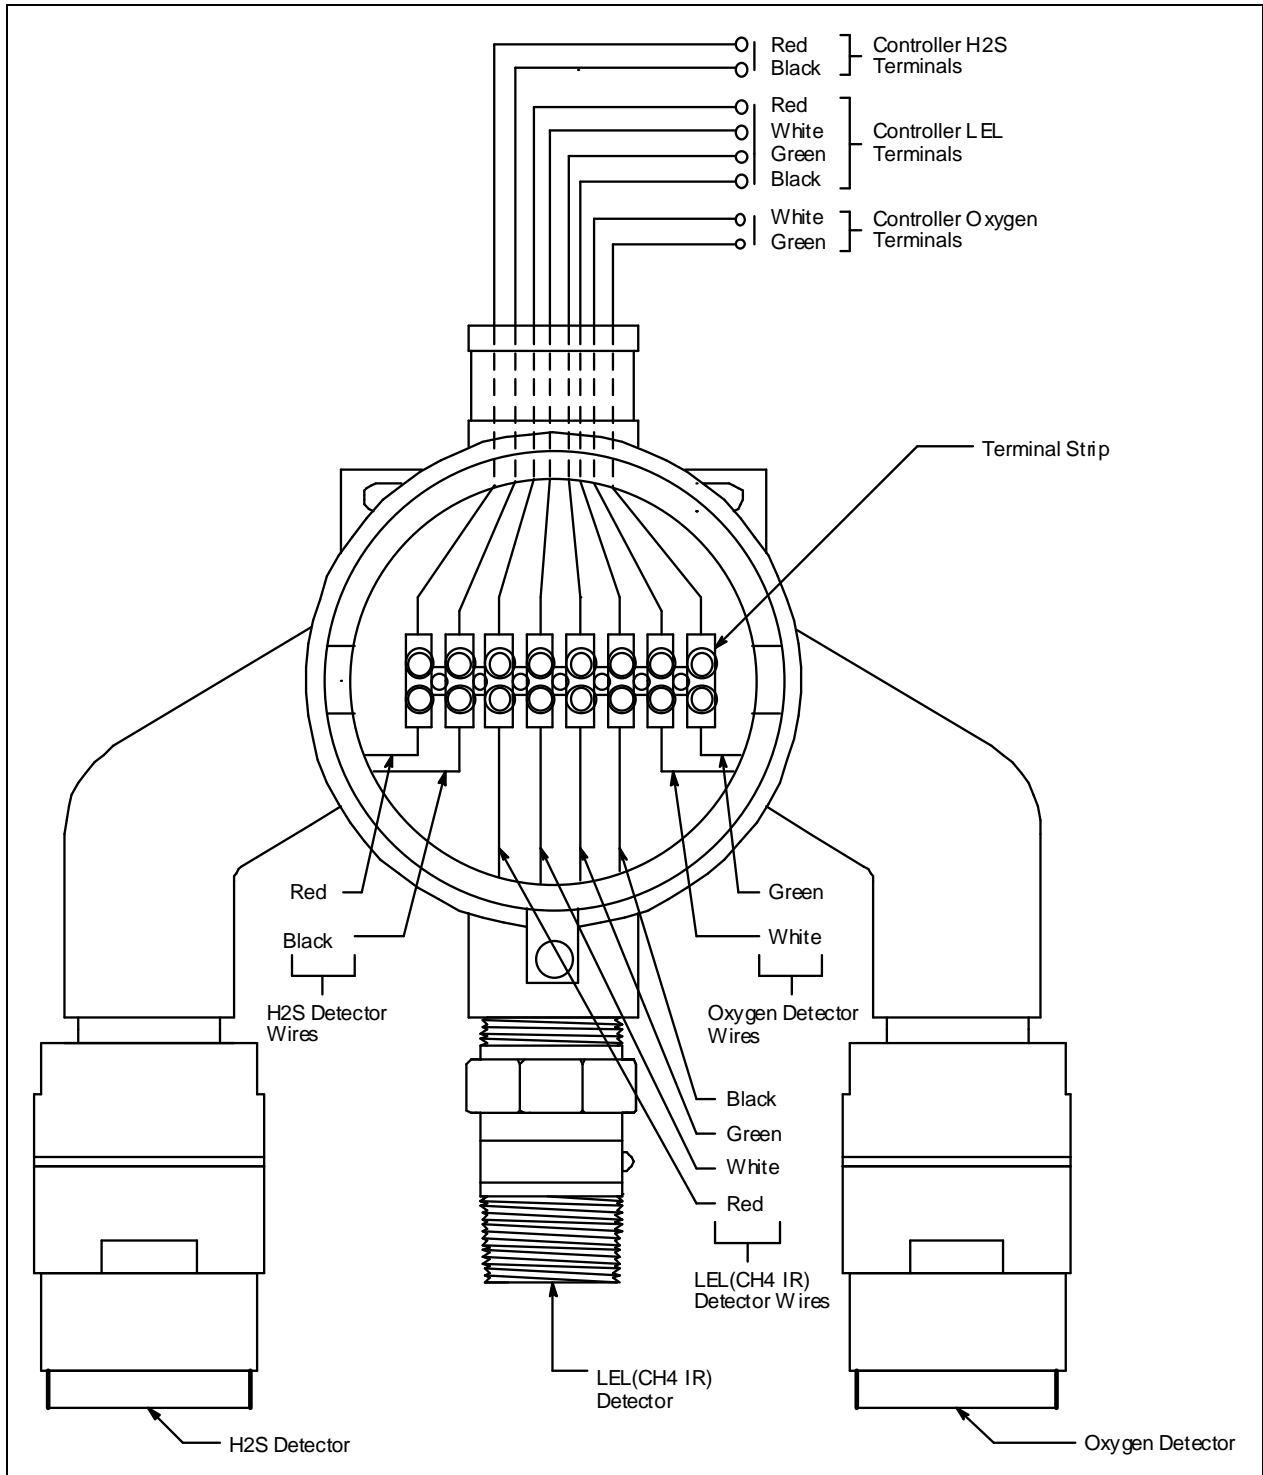 Red
Black
Controller H2S
Terminals
Red
White
Green
Black
Controller LEL
Terminals
White
Green
Controller Oxygen
Terminals
Terminal Strip
Red
Black
H2S Detector
Wires
Green
White
Oxygen Detector
Wires
Black
Green
White
Red
LEL(CH4 IR)
Detector Wires
LEL(CH4 IR)
Detector
H2S Detector
Oxygen Detector